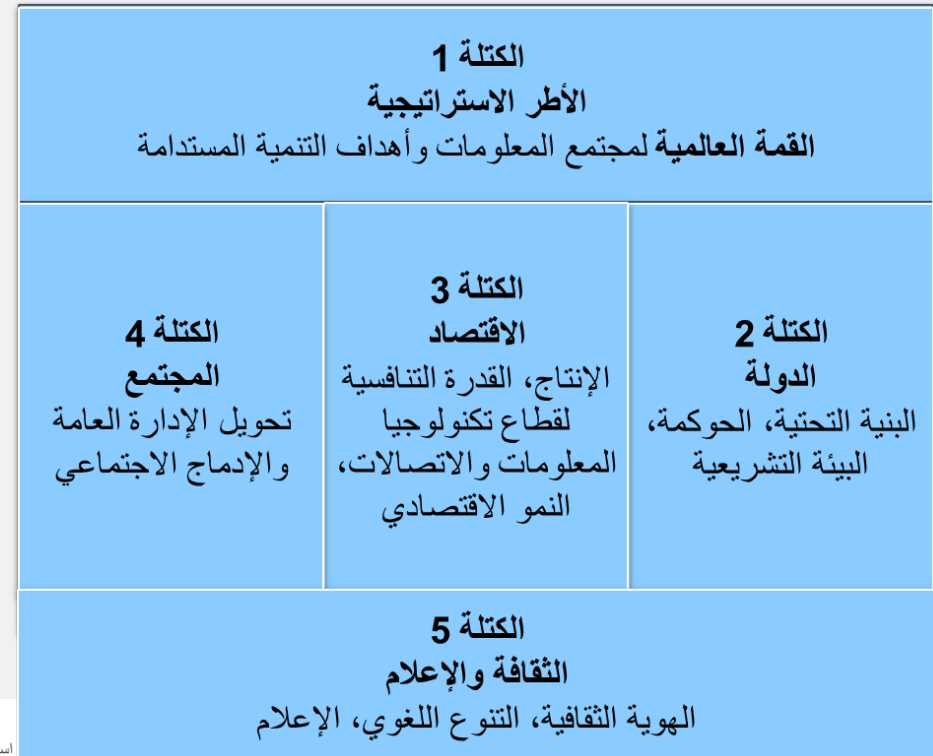 الكتلة 1
الأطر الاستراتيجية
القمة العالمية لمجتمع المعلومات وأهداف التنمية المستدامة
الكتلة 2
الدولة
البنية التحتية، الحوكمة،
البيئة التشريعية
الكتلة 3
الاقتصاد
الإنتاج، القدرة التنافسية
لقطاع تكنولوجيا
المعلومات والاتصالات،
النمو الاقتصادي
الكتلة 4
المجتمع
تحويل الإدارة العامة
والإدماج الاجتماعي
الكتلة 5
الثقافة والإعلام
الهوية الثقافية، التنوع اللغوي، الإعلام